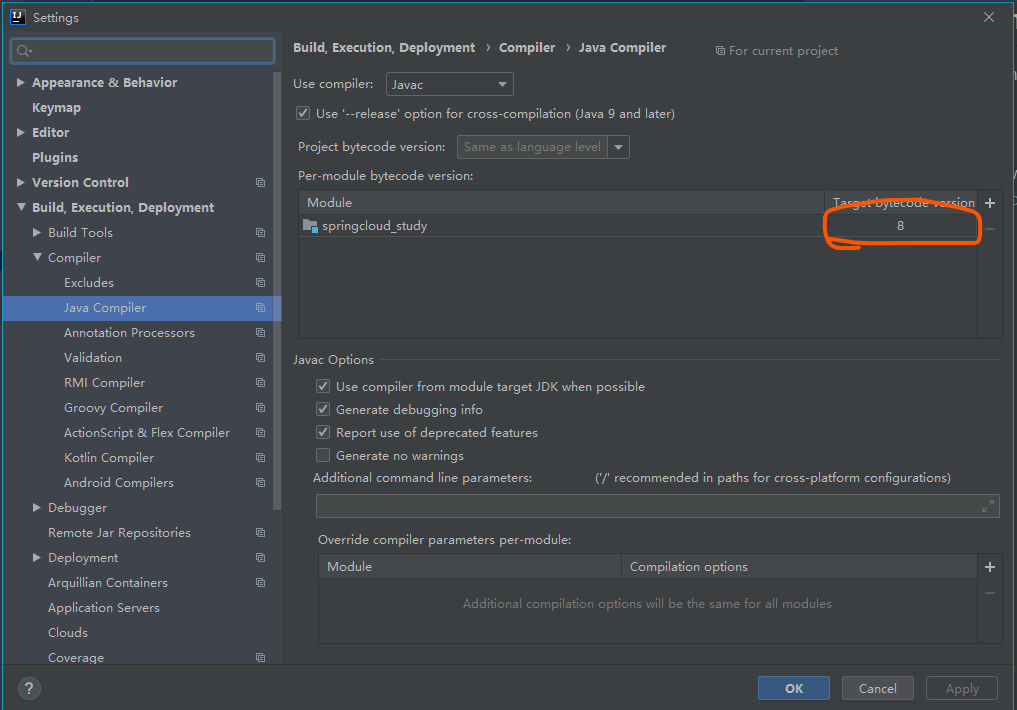 IJ
Settings
Appearance & Behavior
Keymap
Editor
Plugins
Version Control
Build, Execution, Deployment
Build Tools
Compiler
Excludes
Java Compiler
Annotation Processors
Validation
RMI Compiler
Groovy Compiler
ActionScript & Flex Compiler
Kotlin Compiler
Android Compilers
Debugger
Remote Jar Repositories
Deployment
Arquillian Containers
Application Servers
Clouds
Coverage
Build, Execution, Deployment › Compiler › Java Compiler
For current project
Use compiler: Javac
Use '--release' option for cross-compilation (Java 9 and later)
Project bytecode version: Same as language level
Per-module bytecode version:
Module Target bytecode version
springcloud_study 8
Javac Options
Use compiler from module target JDK when possible
Generate debugging info
Report use of deprecated features
Generate no warnings
Additional command line parameters: ('/' recommended in paths for cross-platform configurations)
Override compiler parameters per-module:
Module Compilation options
Additional compilation options will be the same for all modules
? OK Cancel Apply